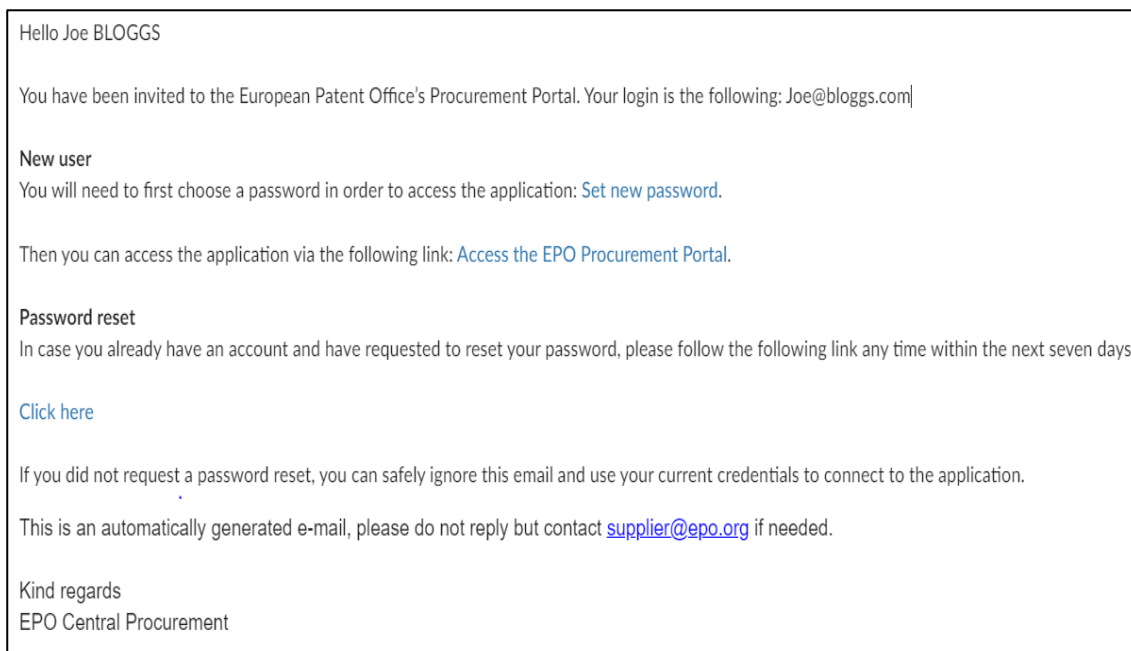 Hello Joe BLOGGS
You have been invited to the European Patent Office's Procurement Portal. Your login is the following: Joe@bloggs.com
New user
You will need to first choose a password in order to access the application: Set new password.
Then you can access the application via the following link: Access the EPO Procurement Portal.
Password reset
In case you already have an account and have requested to reset your password, please follow the following link any time within the next seven days
Click here
If you did not request a password reset, you can safely ignore this email and use your current credentials to connect to the application.
This is an automatically generated e-mail, please do not reply but contact supplier@epo.org if needed.
Kind regards
EPO Central Procurement